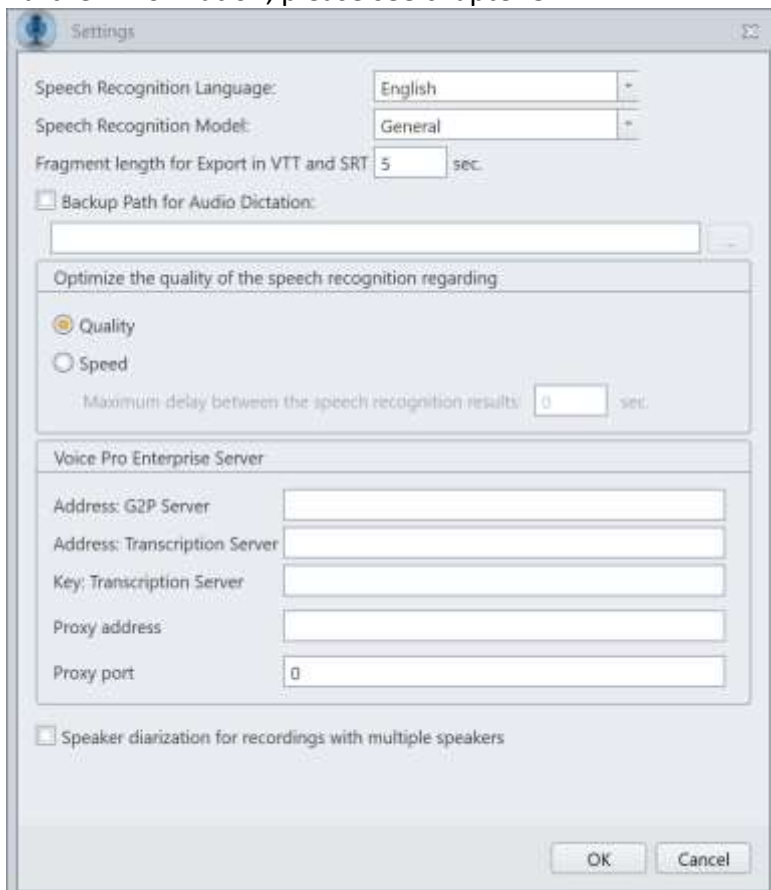 Settings
Speech Recognition Language: English
Speech Recognition Model: General
Fragment length for Export in VTT and SRT 5 sec.
Backup Path for Audio Dictation:
...
Optimize the quality of the speech recognition regarding
Quality
Speed
Maximum delay between the speech recognition results: 0 sec.
Voice Pro Enterprise Server
Address: G2P Server
Address: Transcription Server
Key: Transcription Server
Proxy address
Proxy port 0
Speaker diarization for recordings with multiple speakers
OK Cancel